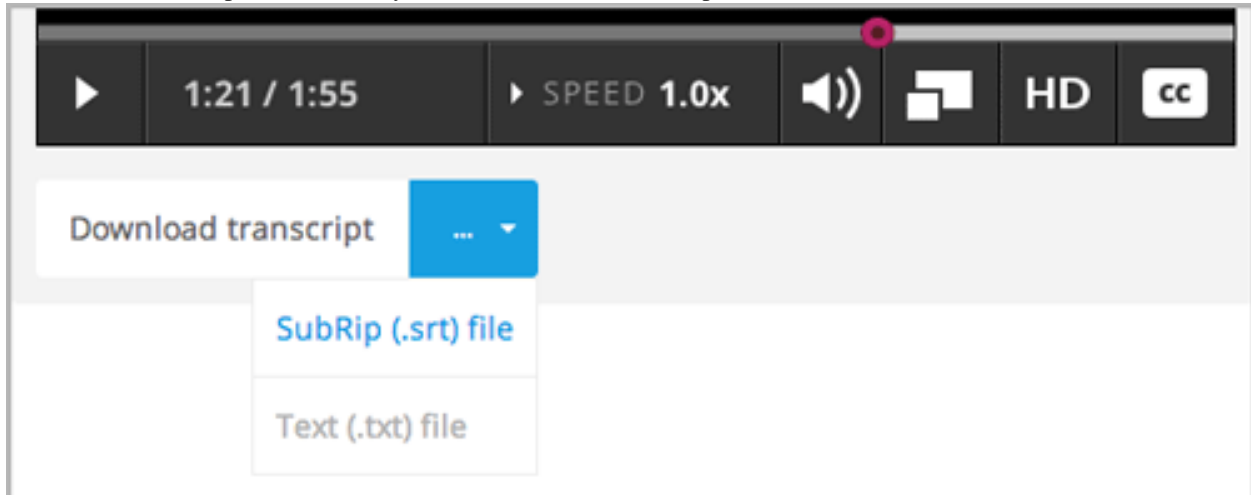 1:21 / 1:55 SPEED 1.0x HD cc
Download transcript ...
SubRip (.srt) file
Text (.txt) file